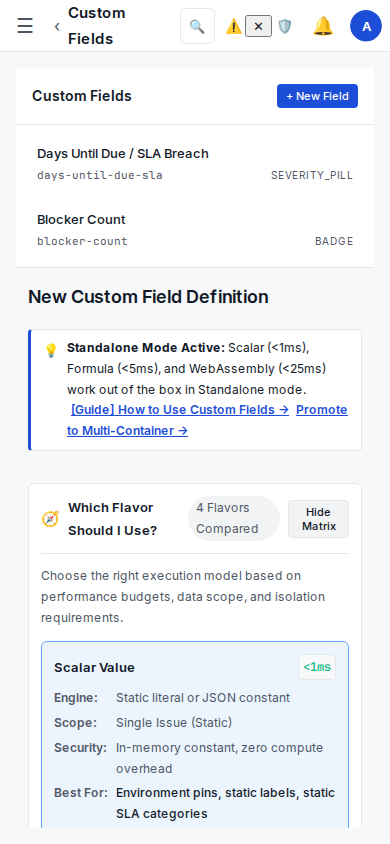 ☰ ‹ Custom Fields 🔍 ⚠️ ✕ 🛡️ 🔔 A
Custom Fields + New Field
Days Until Due / SLA Breach
days-until-due-sla SEVERITY_PILL
Blocker Count
blocker-count BADGE
New Custom Field Definition
💡 Standalone Mode Active: Scalar (<1ms),
Formula (<5ms), and WebAssembly (<25ms)
work out of the box in Standalone mode.
[Guide] How to Use Custom Fields → Promote
to Multi-Container →
🧭 Which Flavor
Should I Use?
4 Flavors
Compared
Hide
Matrix
Choose the right execution model based on
performance budgets, data scope, and isolation
requirements.
Scalar Value <1ms
Engine: Static literal or JSON constant
Scope: Single Issue (Static)
Security: In-memory constant, zero compute
overhead
Best For: Environment pins, static labels, static
SLA categories